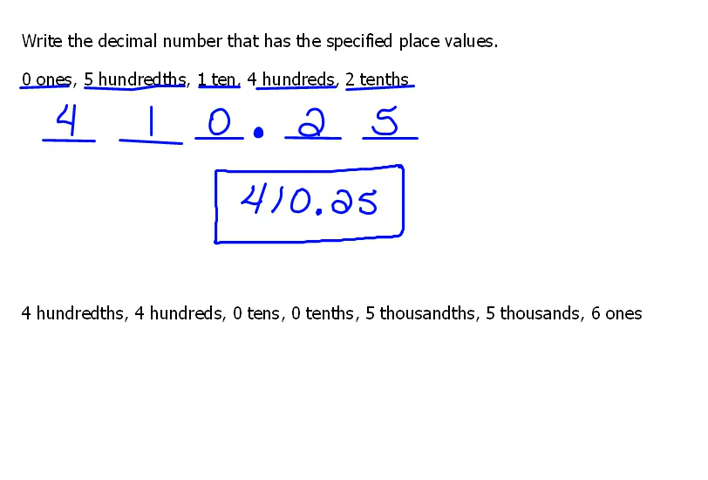 Write the decimal number that has the specified place values.
0 ones, 5 hundredths, 1 ten, 4 hundreds, 2 tenths
4 1 0 . 2 5
410.25
4 hundredths, 4 hundreds, 0 tens, 0 tenths, 5 thousandths, 5 thousands, 6 ones